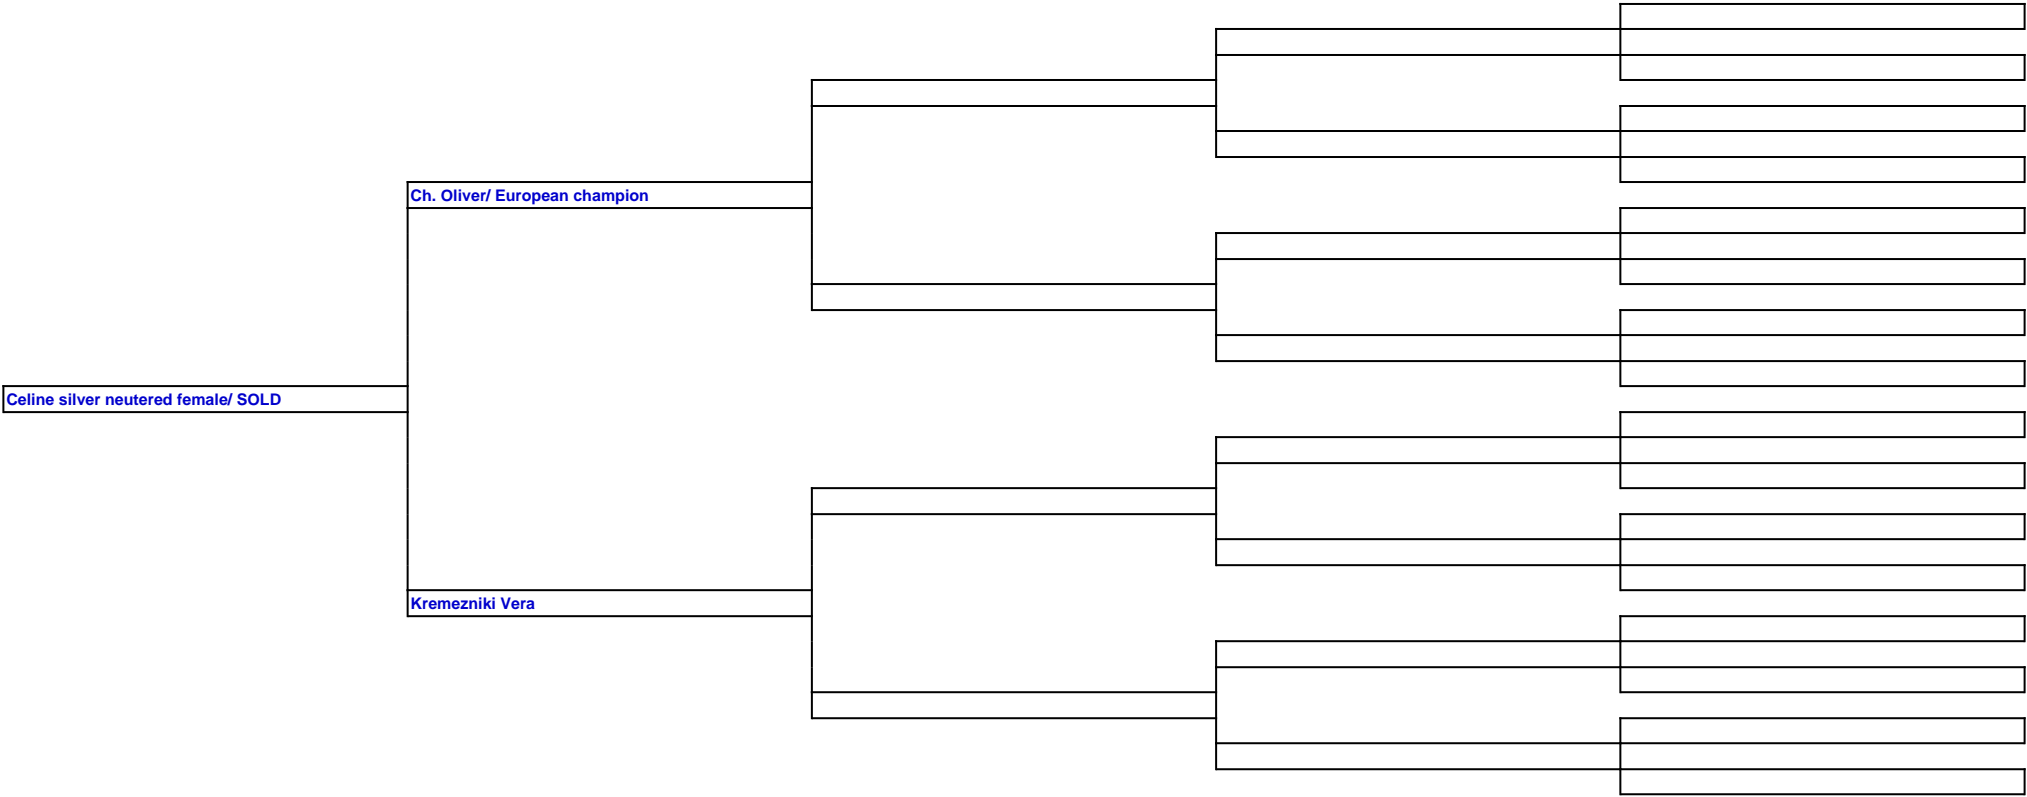 Ch. Oliver/ European champion
Celine silver neutered female/ SOLD
Kremezniki Vera